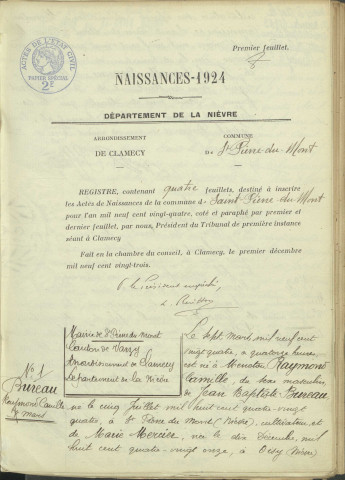 Premier feuillet.
ACTES DE L'ETAT CIVIL
PAPIER SPÉCIAL
2F
NAISSANCES-1924
DÉPARTEMENT DE LA NIÈVRE
ARRONDISSEMENT
DE CLAMECY
COMMUNE
De St Pierre-du-Mont
REGISTRE, contenant quatre feuillets, destiné à inscrire
les Actes de Naissances de la commune de Saint Pierre du Mont
pour l'an mil neuf cent vingt-quatre, coté et paraphé par premier et
dernier feuillet, par nous, Président du Tribunal de première instance
séant à Clamecy
Fait en la chambre du conseil, à Clamecy, le premier décembre
mil neuf cent vingt-trois.
P. le Président empêché
No 1
Bureau
Raymond Camille
7 mars
Mairie de St Pierre du Mont
Canton de Varzy
Arrondissement de Clamecy
Département de la Nièvre
Le sept mars mil neuf cent
vingt quatre, à quatorze heures
est né à Raymond
Camille, du sexe masculin
de Jean Baptiste Bureau
né le cinq Juillet mil huit cent quatre-vingt
quatre, à St Pierre du Mont (Nièvre), cultivateur et
de Marie Mercier, née le dix Décembre mil
huit cent quatre-vingt onze, à Oisy (Nièvre)